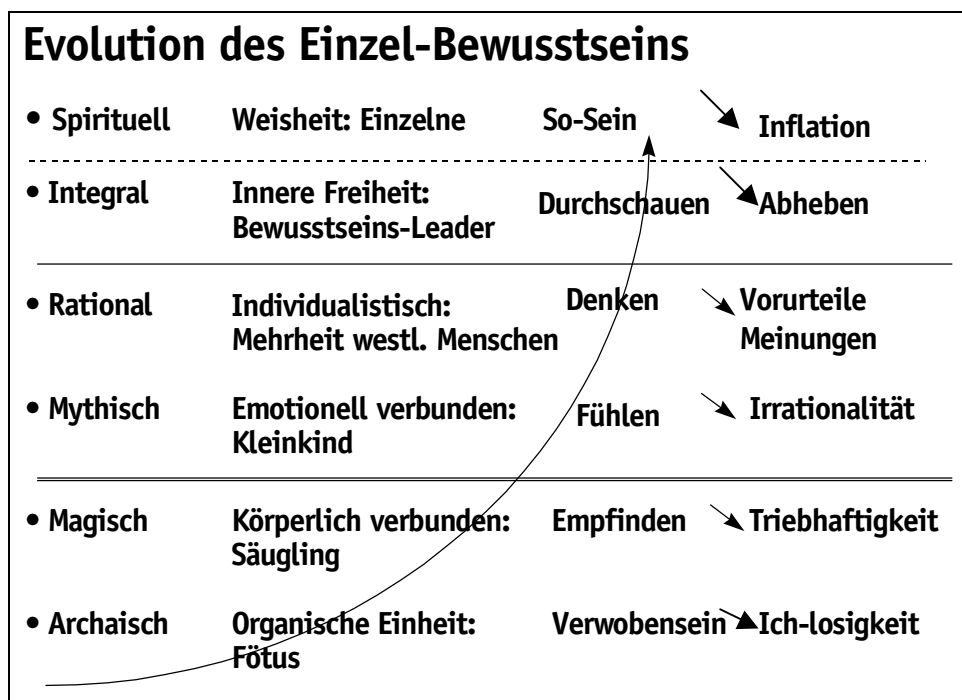 Evolution des Einzel-Bewusstseins
• Spirituell Weisheit: Einzelne So-Sein Inflation
• Integral Innere Freiheit: Durchschauen Abheben
Bewusstseins-Leader
• Rational Individualistisch: Denken Vorurteile
Mehrheit westl. Menschen Meinungen
• Mythisch Emotionell verbunden: Fühlen Irrationalität
Kleinkind
• Magisch Körperlich verbunden: Empfinden Triebhaftigkeit
Säugling
• Archaisch Organische Einheit: Verwobensein Ich-losigkeit
Fötus